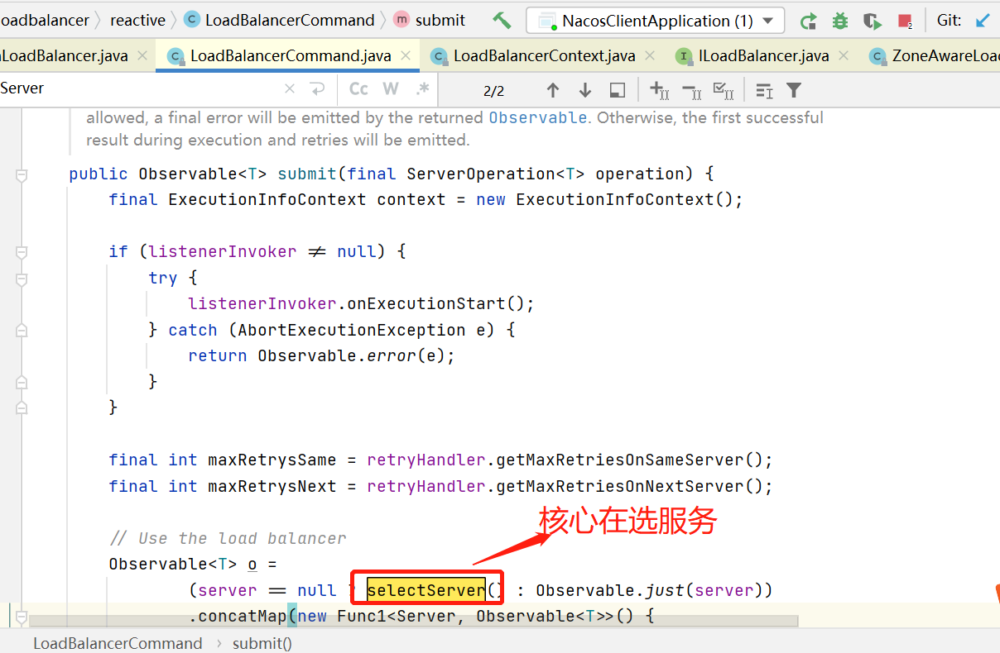 oadbalancer reactive LoadBalancerCommand submit NacosClientApplication (1) Git:
LoadBalancer.java LoadBalancerCommand.java LoadBalancerContext.java ILoadBalancer.java ZoneAwareLoa
Server Cc W .* 2/2
allowed, a final error will be emitted by the returned Observable. Otherwise, the first successful
result during execution and retries will be emitted.
public Observable<T> submit(final ServerOperation<T> operation) {
final ExecutionInfoContext context = new ExecutionInfoContext();
if (listenerInvoker ≠ null) {
try {
listenerInvoker.onExecutionStart();
} catch (AbortExecutionException e) {
return Observable.error(e);
}
}
final int maxRetrysSame = retryHandler.getMaxRetriesOnSameServer();
final int maxRetrysNext = retryHandler.getMaxRetriesOnNextServer();
核心在选服务
// Use the load balancer
Observable<T> o =
(server == null ? selectServer() : Observable.just(server))
.concatMap(new Func1<Server, Observable<T>>() {
LoadBalancerCommand › submit()